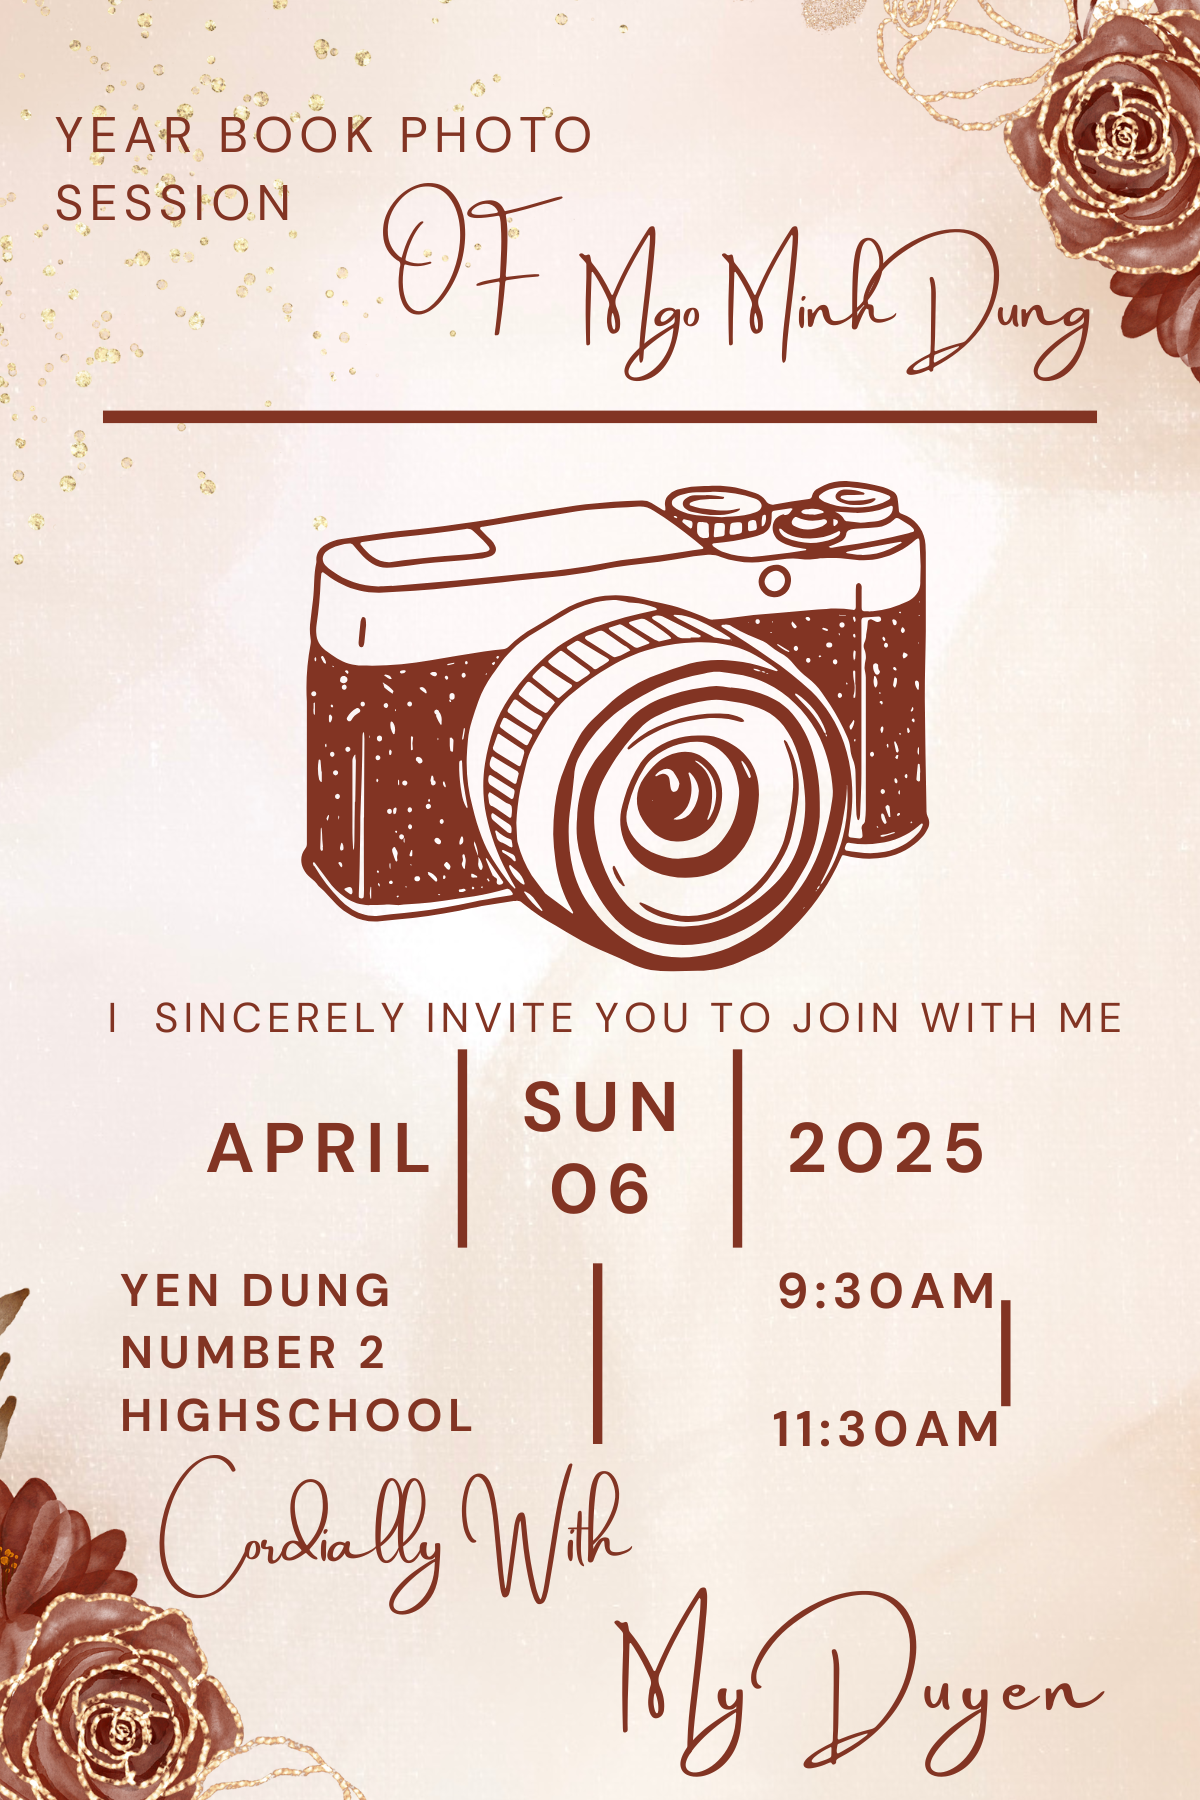 YEAR BOOK PHOTO
SESSION
OF
Mgo Minh Dung
I SINCERELY INVITE YOU TO JOIN WITH ME
APRIL
SUN
06
2025
YEN DUNG
NUMBER 2
HIGHSCHOOL
9:30AM
11:30AM
Cordially With
My Duyen